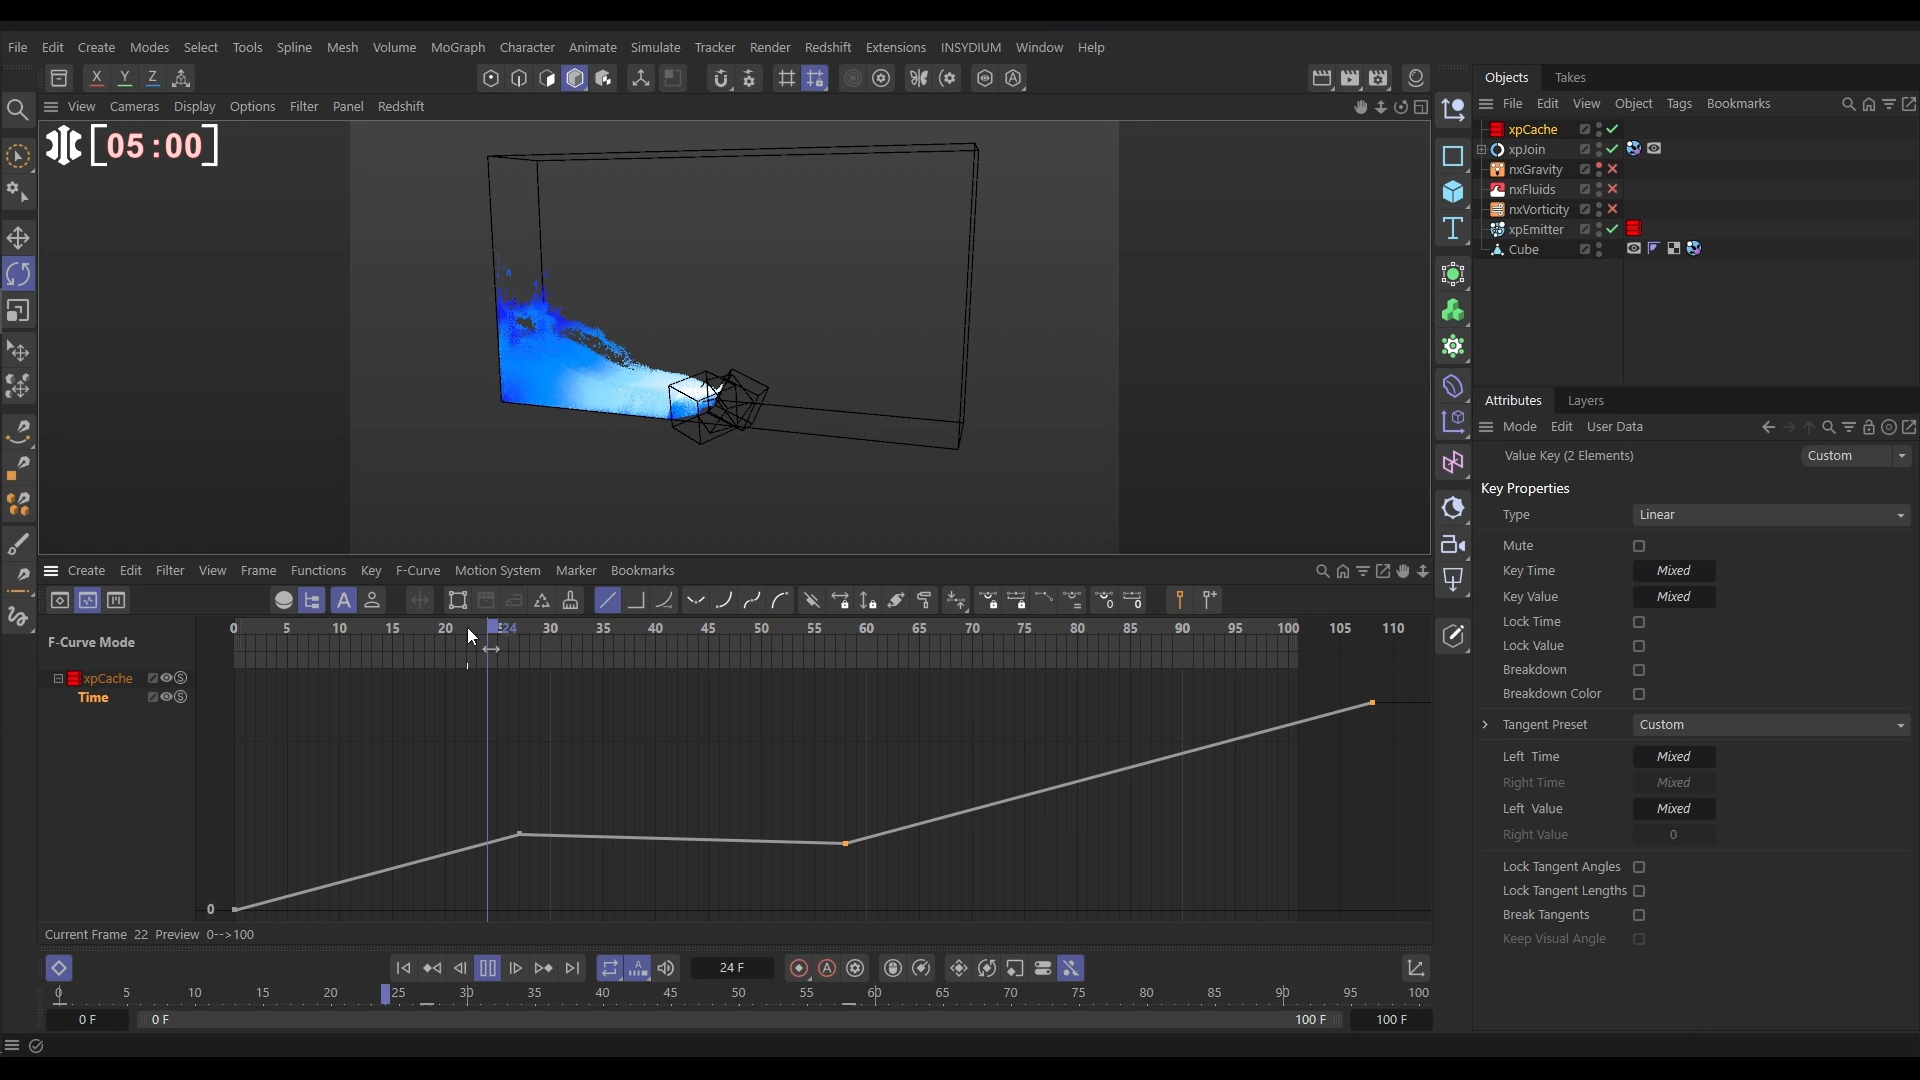 File Edit Create Modes Select Tools Spline Mesh Volume MoGraph Character Animate Simulate Tracker Render Redshift Extensions INSYDIUM Window Help
X Y Z
Objects Takes
View Cameras Display Options Filter Panel Redshift
File Edit View Object Tags Bookmarks
[05:00]
xpCache
xpJoin
nxGravity
nxFluids
nxVorticity
xpEmitter
Cube
Attributes Layers
Mode Edit User Data
Value Key (2 Elements) Custom
Key Properties
Type Linear
Mute
Key Time Mixed
Key Value Mixed
Lock Time
Lock Value
Breakdown
Breakdown Color
Tangent Preset Custom
Left Time Mixed
Right Time Mixed
Left Value Mixed
Right Value 0
Lock Tangent Angles
Lock Tangent Lengths
Break Tangents
Keep Visual Angle
Create Edit Filter View Frame Functions Key F-Curve Motion System Marker Bookmarks
0 5 10 15 20 24 30 35 40 45 50 55 60 65 70 75 80 85 90 95 100 105 110
F-Curve Mode
xpCache
Time
0
Current Frame 22 Preview 0-->100
24 F
0 5 10 15 20 25 30 35 40 45 50 55 60 65 70 75 80 85 90 95 100
0 F 0 F 100 F 100 F